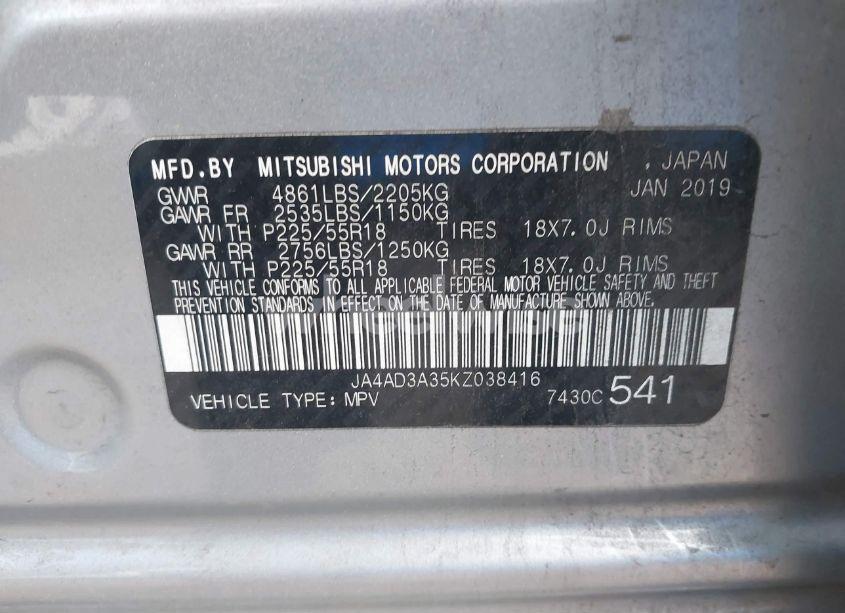 MFD.BY MITSUBISHI MOTORS CORPORATION , JAPAN
GVWR 4861LBS/2205KG JAN 2019
GAWR FR 2535LBS/1150KG
WITH P225/55R18 TIRES 18X7.0J RIMS
GAWR RR 2756LBS/1250KG
WITH P225/55R18 TIRES 18X7.0J RIMS
THIS VEHICLE CONFORMS TO ALL APPLICABLE FEDERAL MOTOR VEHICLE SAFETY AND THEFT
PREVENTION STANDARDS IN EFFECT ON THE DATE OF MANUFACTURE SHOWN ABOVE.
JA4AD3A35KZ038416
VEHICLE TYPE:MPV 7430C 541